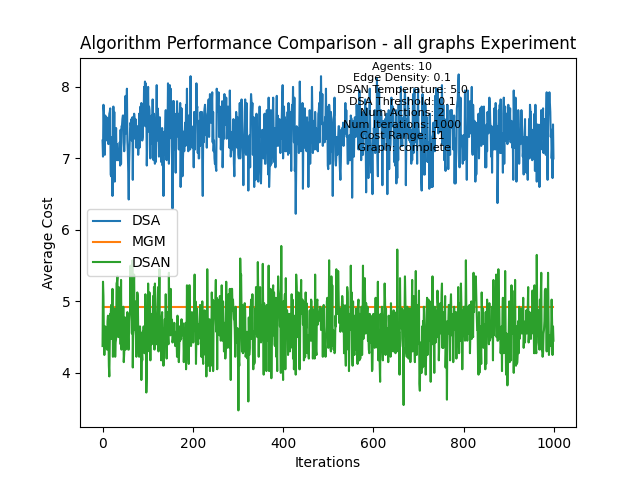 Algorithm Performance Comparison - all graphs Experiment
Agents: 10
Edge Density: 0.1
DSAN Temperature: 5.0
DSA Threshold: 0.1
Num Actions: 2
Num Iterations: 1000
Cost Range: 11
Graph: complete
8
7
6
5
4
Average Cost
DSA
MGM
DSAN
0
200
400
600
800
1000
Iterations